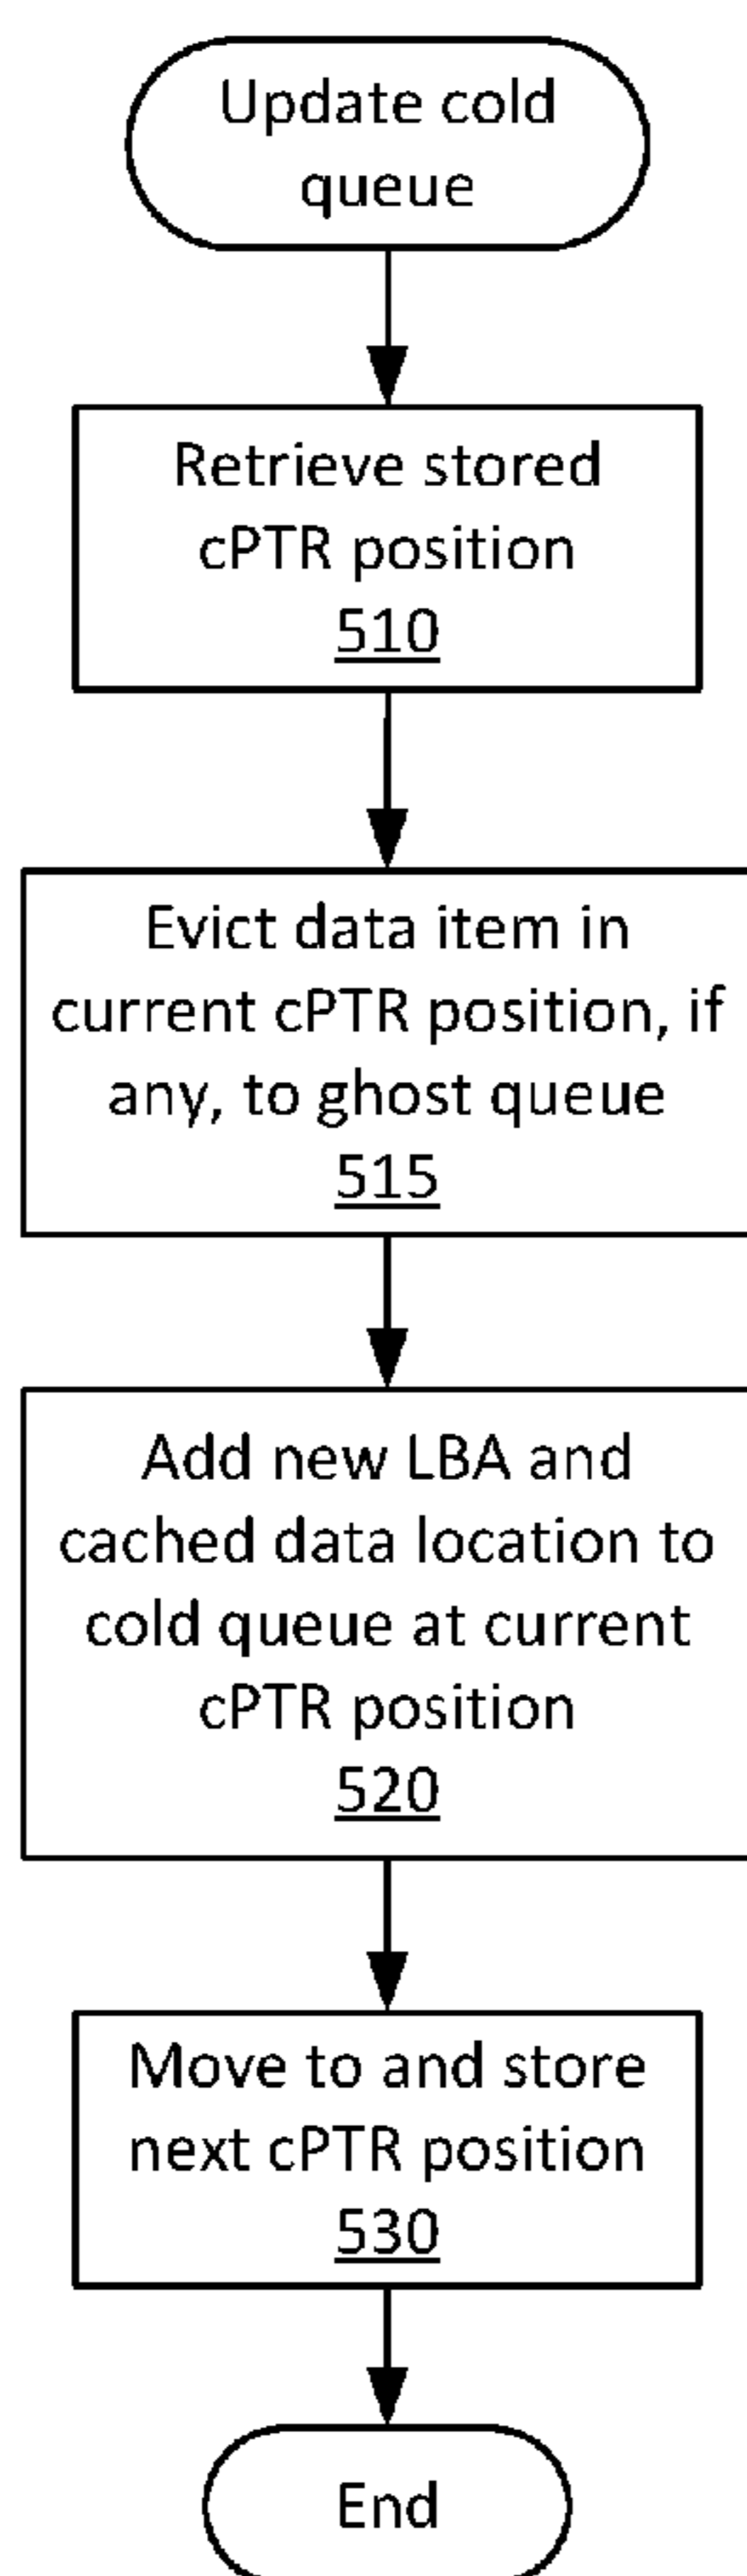 Update cold
queue
Retrieve stored
cPTR position
510
Evict data item in
current cPTR position, if
any, to ghost queue
515
Add new LBA and
cached data location to
cold queue at current
cPTR position
520
Move to and store
next cPTR position
530
End